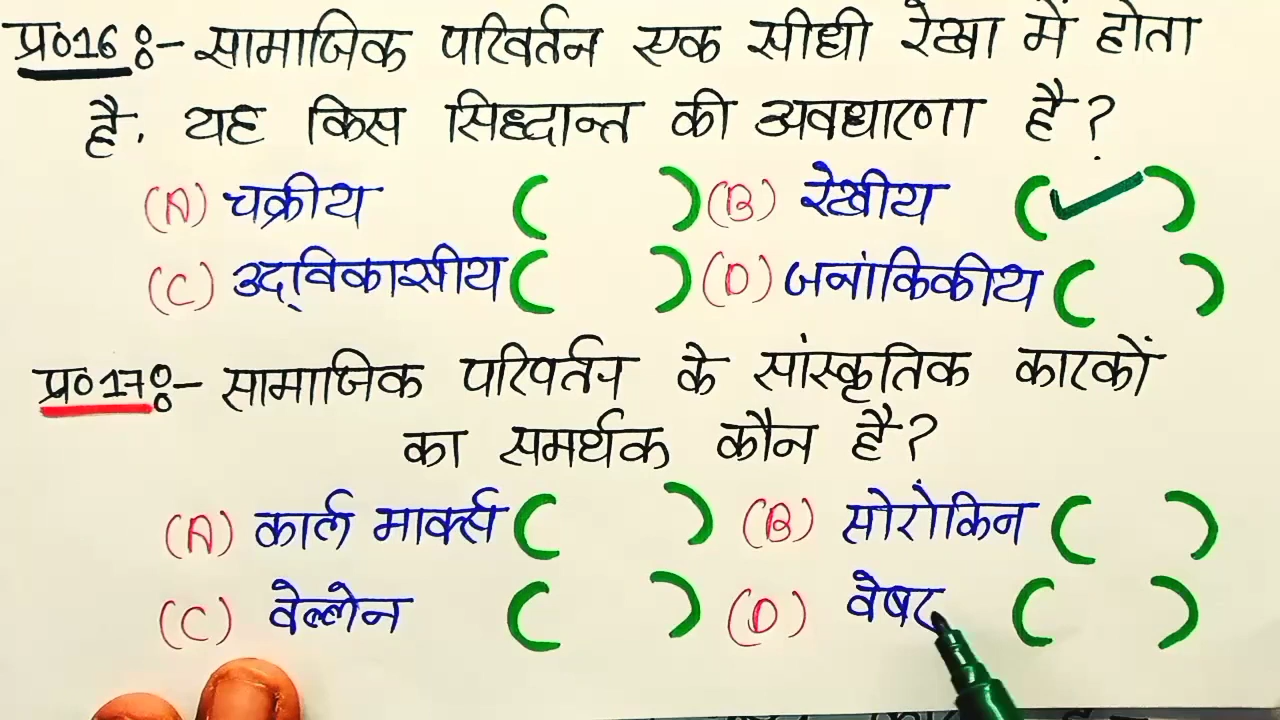 प्र०16:- सामाजिक परिवर्तन एक सीधी रेखा में होता
है. यह किस सिध्दान्त की अवधारणा है?
(A) चक्रीय ( ) (B) रेखीय (✓)
(C) उद्‌विकासीय ( ) (D) जनांकिकीय ( )
प्र०17:- सामाजिक परिवर्तन के सांस्कृतिक कारकों
का समर्थक कौन है?
(A) कार्ल मार्क्स ( ) (B) सोरोकिन ( )
(C) वेल्लेन ( ) (D) वेबर ( )